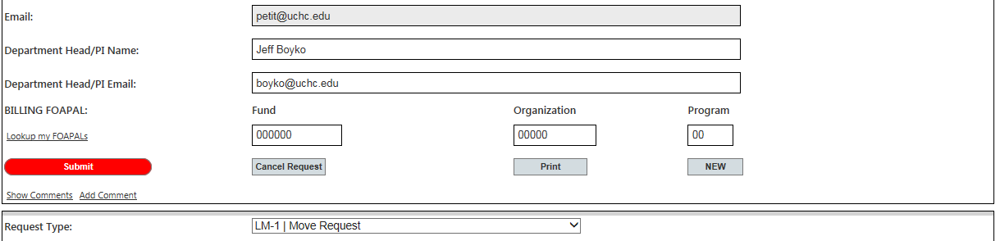 Email: petit@uchc.edu
Department Head/PI Name: Jeff Boyko
Department Head/PI Email: boyko@uchc.edu
BILLING FOAPAL: Fund Organization Program
Lookup my FOAPALs 000000 00000 00
Submit Cancel Request Print NEW
Show Comments Add Comment
Request Type: LM-1 | Move Request